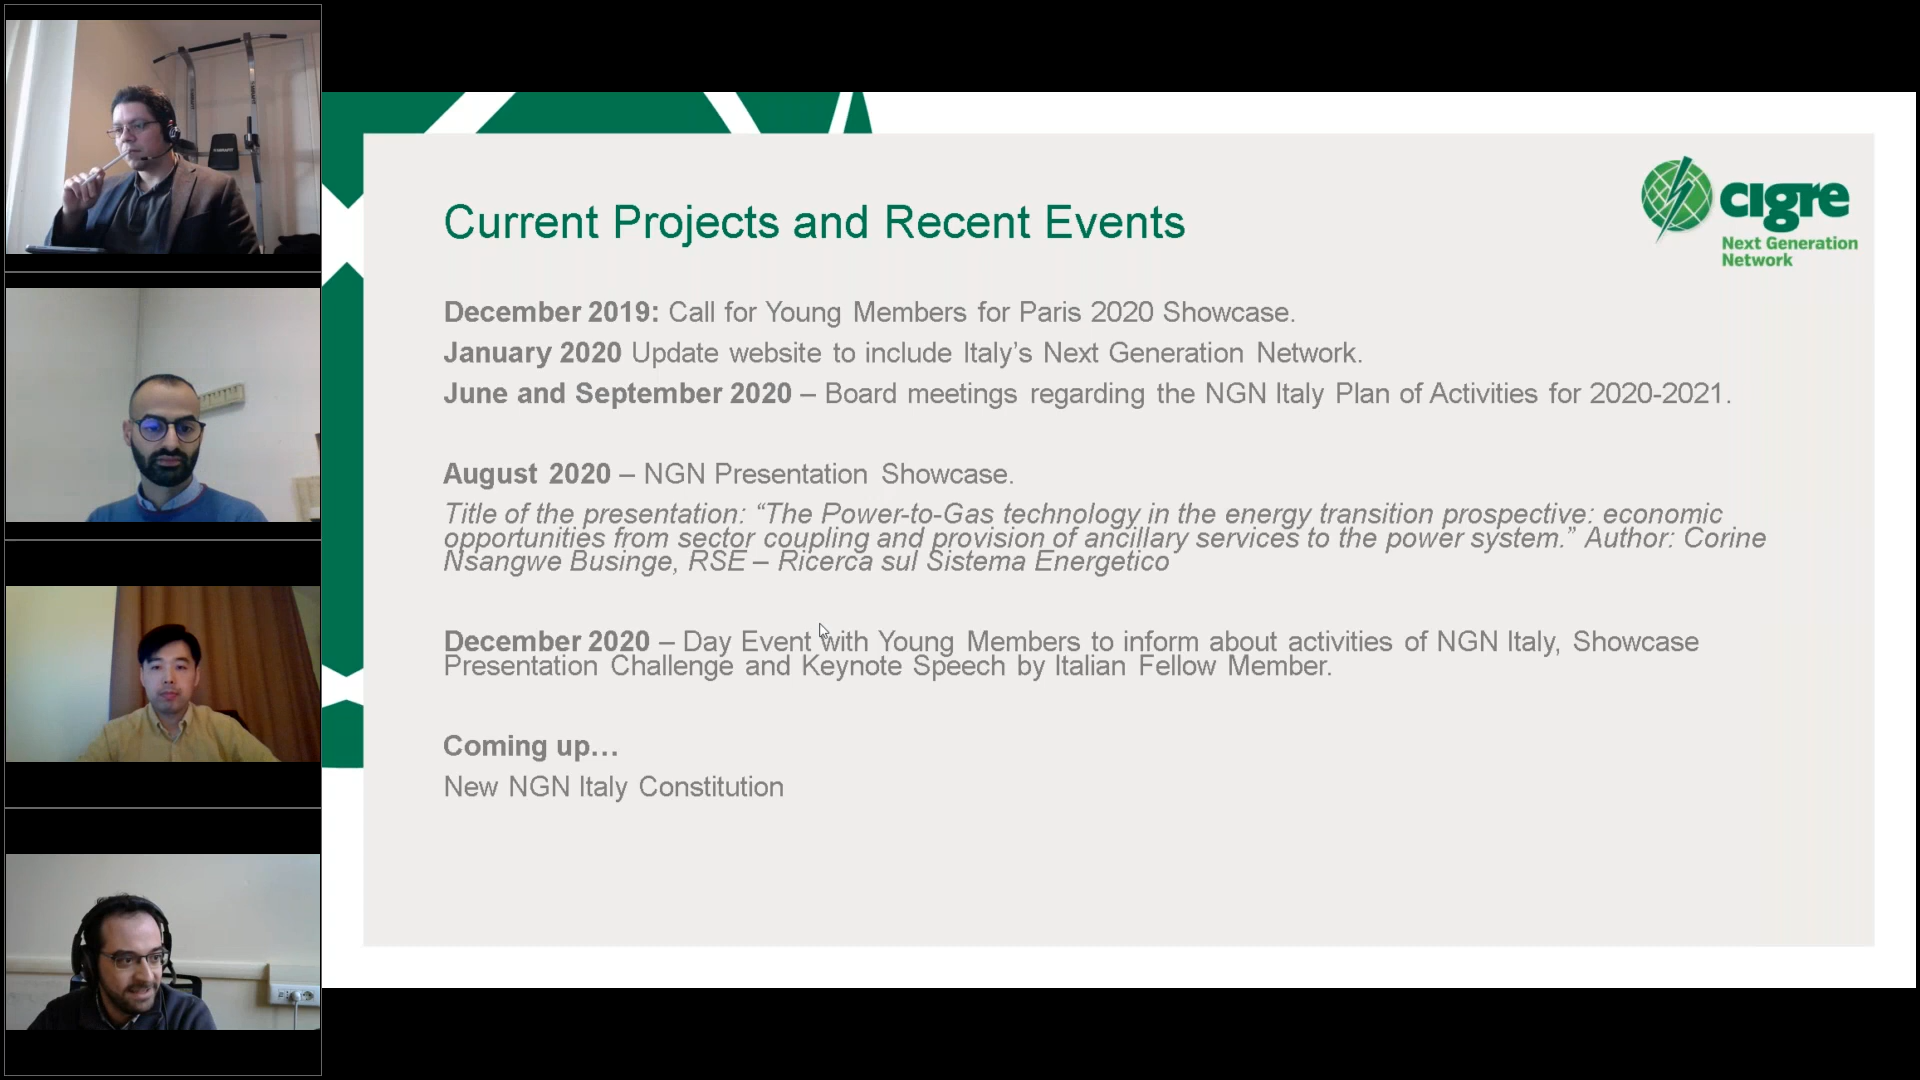 Current Projects and Recent Events
cigre
Next Generation
Network
December 2019: Call for Young Members for Paris 2020 Showcase.
January 2020 Update website to include Italy’s Next Generation Network.
June and September 2020 – Board meetings regarding the NGN Italy Plan of Activities for 2020-2021.
August 2020 – NGN Presentation Showcase.
Title of the presentation: “The Power-to-Gas technology in the energy transition prospective: economic
opportunities from sector coupling and provision of ancillary services to the power system.” Author: Corine
Nsangwe Businge, RSE – Ricerca sul Sistema Energetico
December 2020 – Day Event with Young Members to inform about activities of NGN Italy, Showcase
Presentation Challenge and Keynote Speech by Italian Fellow Member.
Coming up…
New NGN Italy Constitution